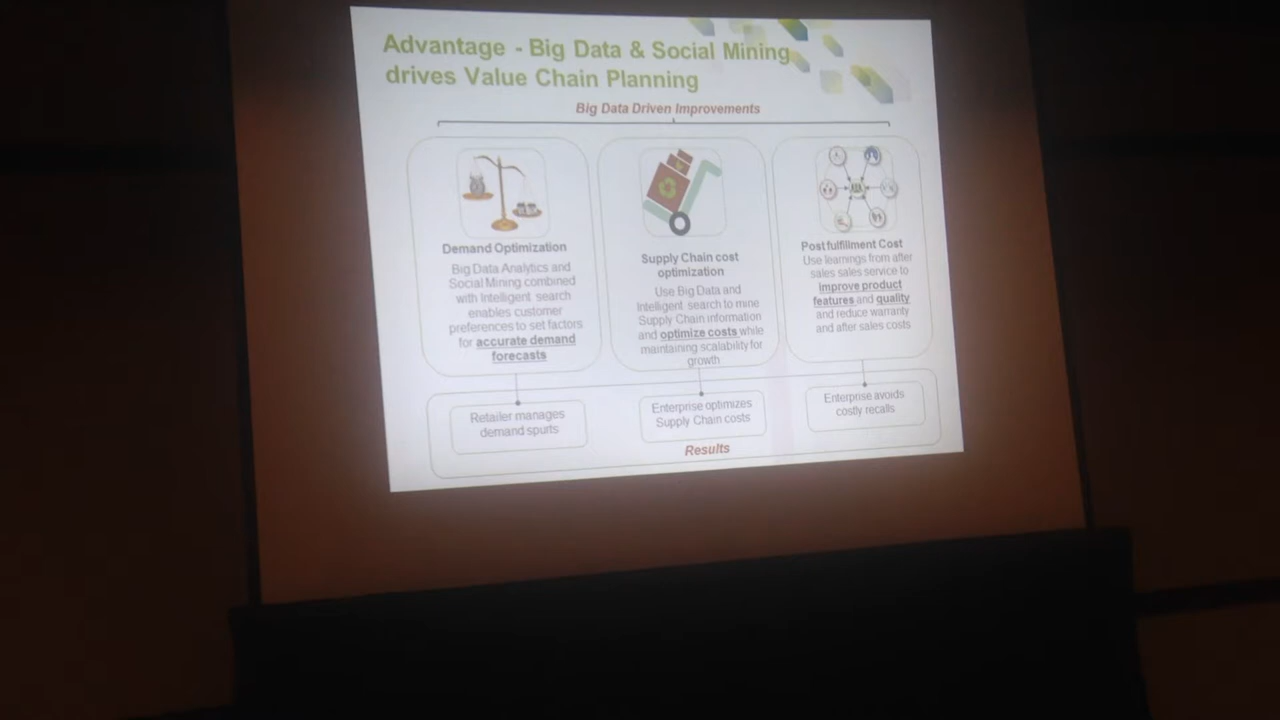 Advantage - Big Data & Social Mining
drives Value Chain Planning
Big Data Driven Improvements
Demand Optimization
Big Data Analytics and
Social Mining combined
with Intelligent search
enables customer
preferences to set factors
for accurate demand
forecasts
Supply Chain cost
optimization
Use Big Data and
Intelligent search to mine
Supply Chain information
and optimize costs while
maintaining scalability for
growth
Post fulfillment Cost
Use learnings from after
sales sales service to
improve product
features and quality
and reduce warranty
and after sales costs
Retailer manages
demand spurts
Enterprise optimizes
Supply Chain costs
Enterprise avoids
costly recalls
Results